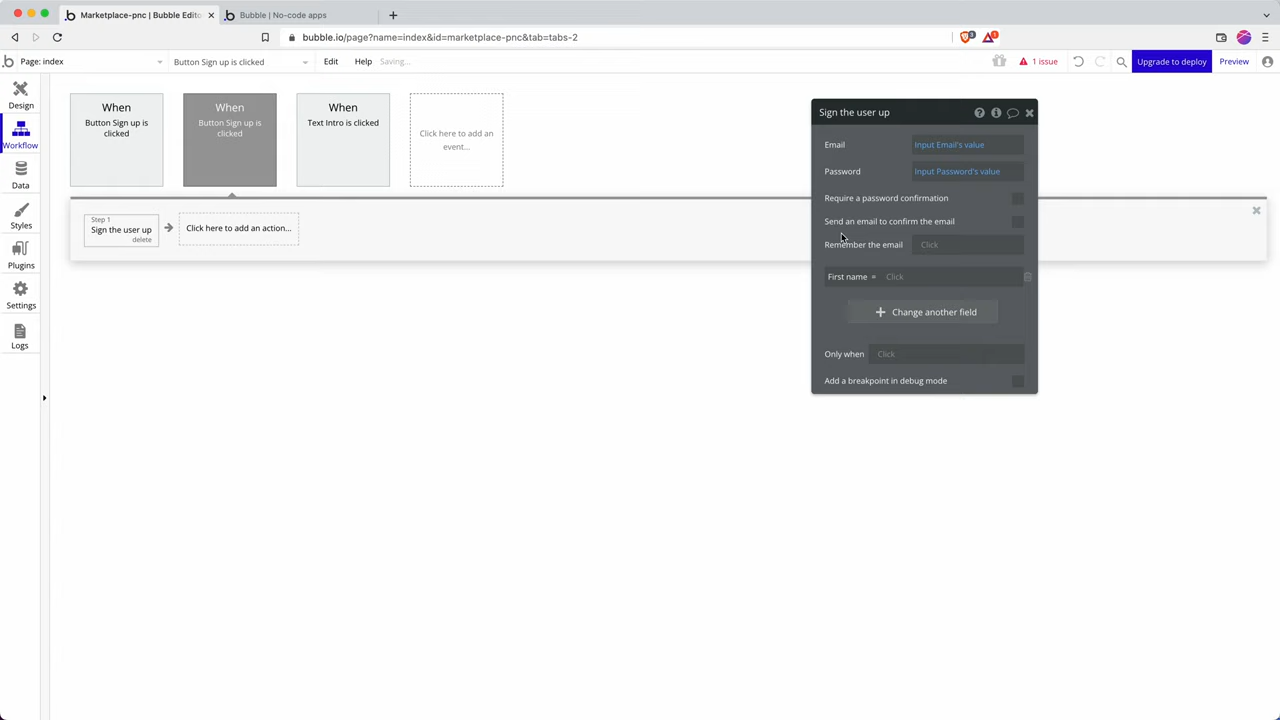 Marketplace-pnc | Bubble Edito
Bubble | No-code apps
bubble.io/page?name=index&id=marketplace-pnc&tab=tabs-2
3
1
Page: index
Button Sign up is clicked
Edit
Help
Saving...
1 issue
Upgrade to deploy
Preview
Design
Workflow
Data
Styles
Plugins
Settings
Logs
When
Button Sign up is
clicked
When
Button Sign up is
clicked
When
Text Intro is clicked
Click here to add an
event...
Step 1
Sign the user up
delete
Click here to add an action...
Sign the user up
Email
Input Email's value
Password
Input Password's value
Require a password confirmation
Send an email to confirm the email
Remember the email
Click
First name =
Click
Change another field
Only when
Click
Add a breakpoint in debug mode